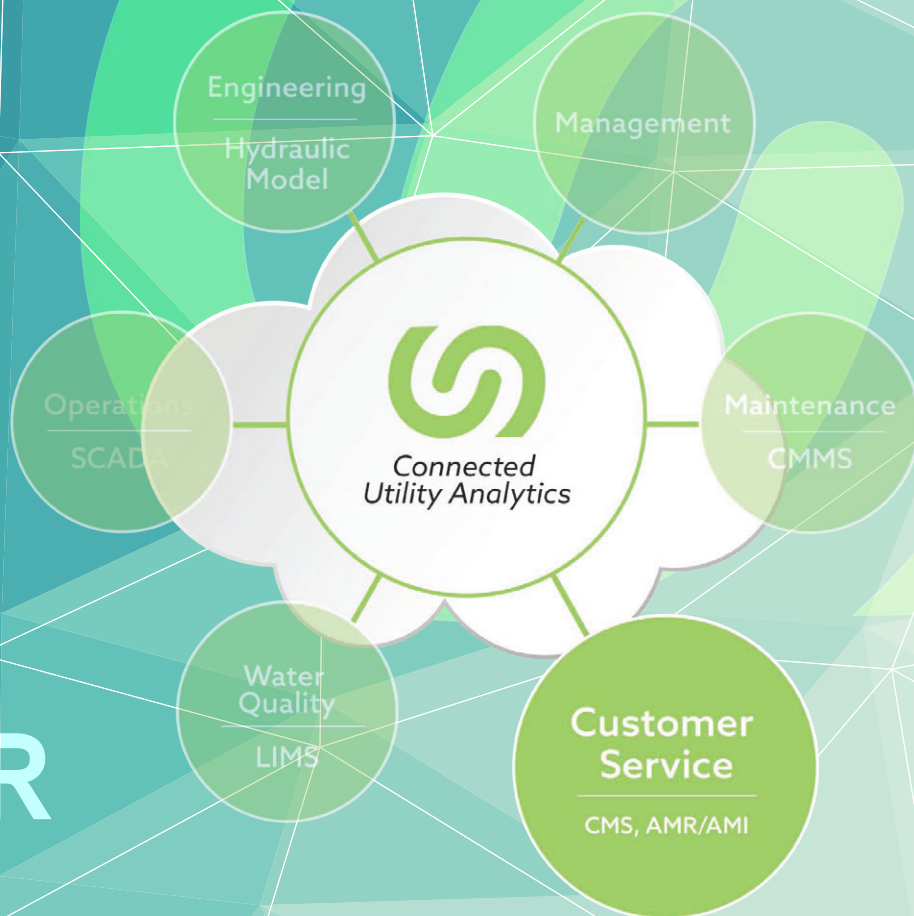 Engineering
Hydraulic
Model
Management
Operations
SCADA
Connected
Utility Analytics
Maintenance
CMMS
Water
Quality
LIMS
Customer
Service
CMS, AMR/AMI
R